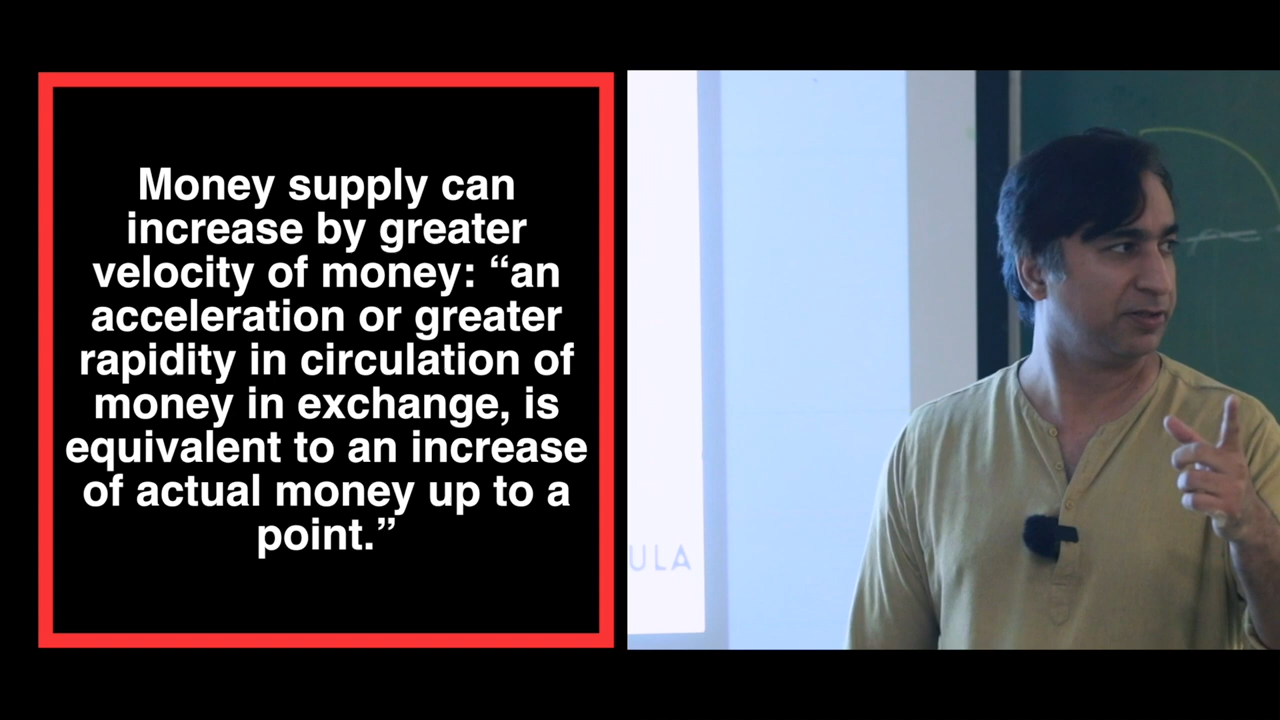 Money supply can
increase by greater
velocity of money: “an
acceleration or greater
rapidity in circulation of
money in exchange, is
equivalent to an increase
of actual money up to a
point.”
ULA